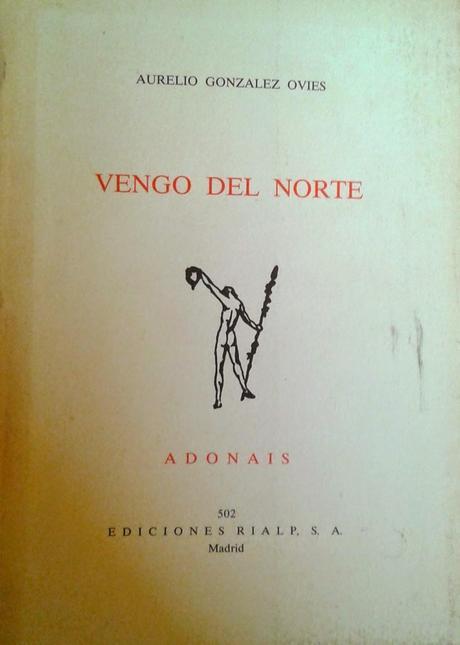 AURELIO GONZALEZ OVIES
VENGO DEL NORTE
ADONAIS
502
EDICIONES RIALP, S. A.
Madrid